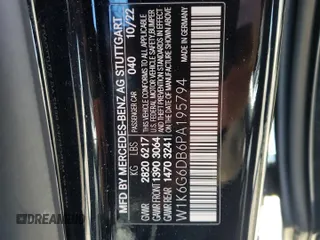 MFD BY MERCEDES-BENZ AG STUTTGART
PASSENGER CAR 040 10/22
KG LBS
2820 6217
GAWR FRONT 1390 3064
GAWR REAR 1470 3241
THIS VEHICLE CONFORMS TO ALL APPLICABLE
FEDERAL MOTOR VEHICLE SAFETY, BUMPER,
AND THEFT PREVENTION STANDARDS IN EFFECT ON THE
DATE OF MANUFACTURE SHOWN ABOVE.
W1K6G6DB6PA195794
MADE IN GERMANY